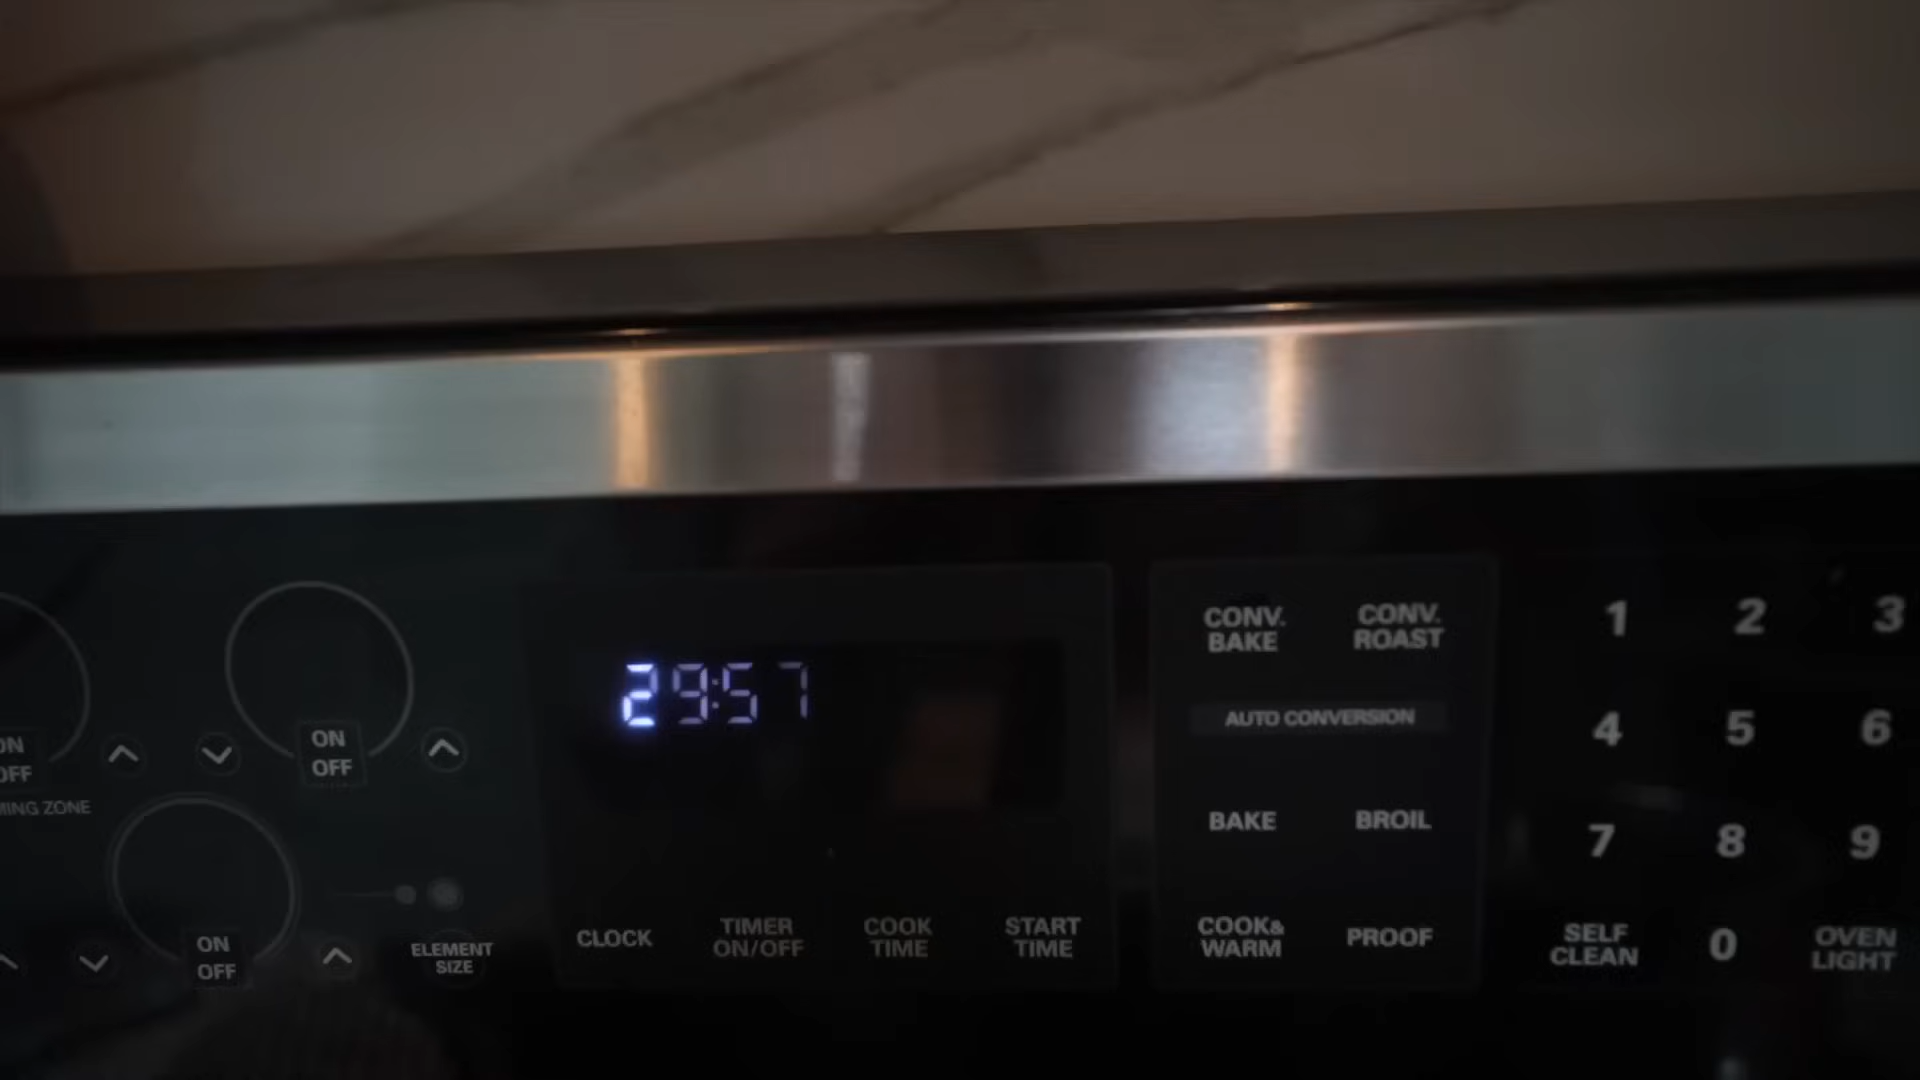 29:57
CONV. BAKE
CONV. ROAST
AUTO CONVERSION
BAKE
BROIL
COOK& WARM
PROOF
1 2 3
4 5 6
7 8 9
SELF CLEAN
0
OVEN LIGHT
ON OFF
ON OFF
ON OFF
ELEMENT SIZE
CLOCK
TIMER ON/OFF
COOK TIME
START TIME